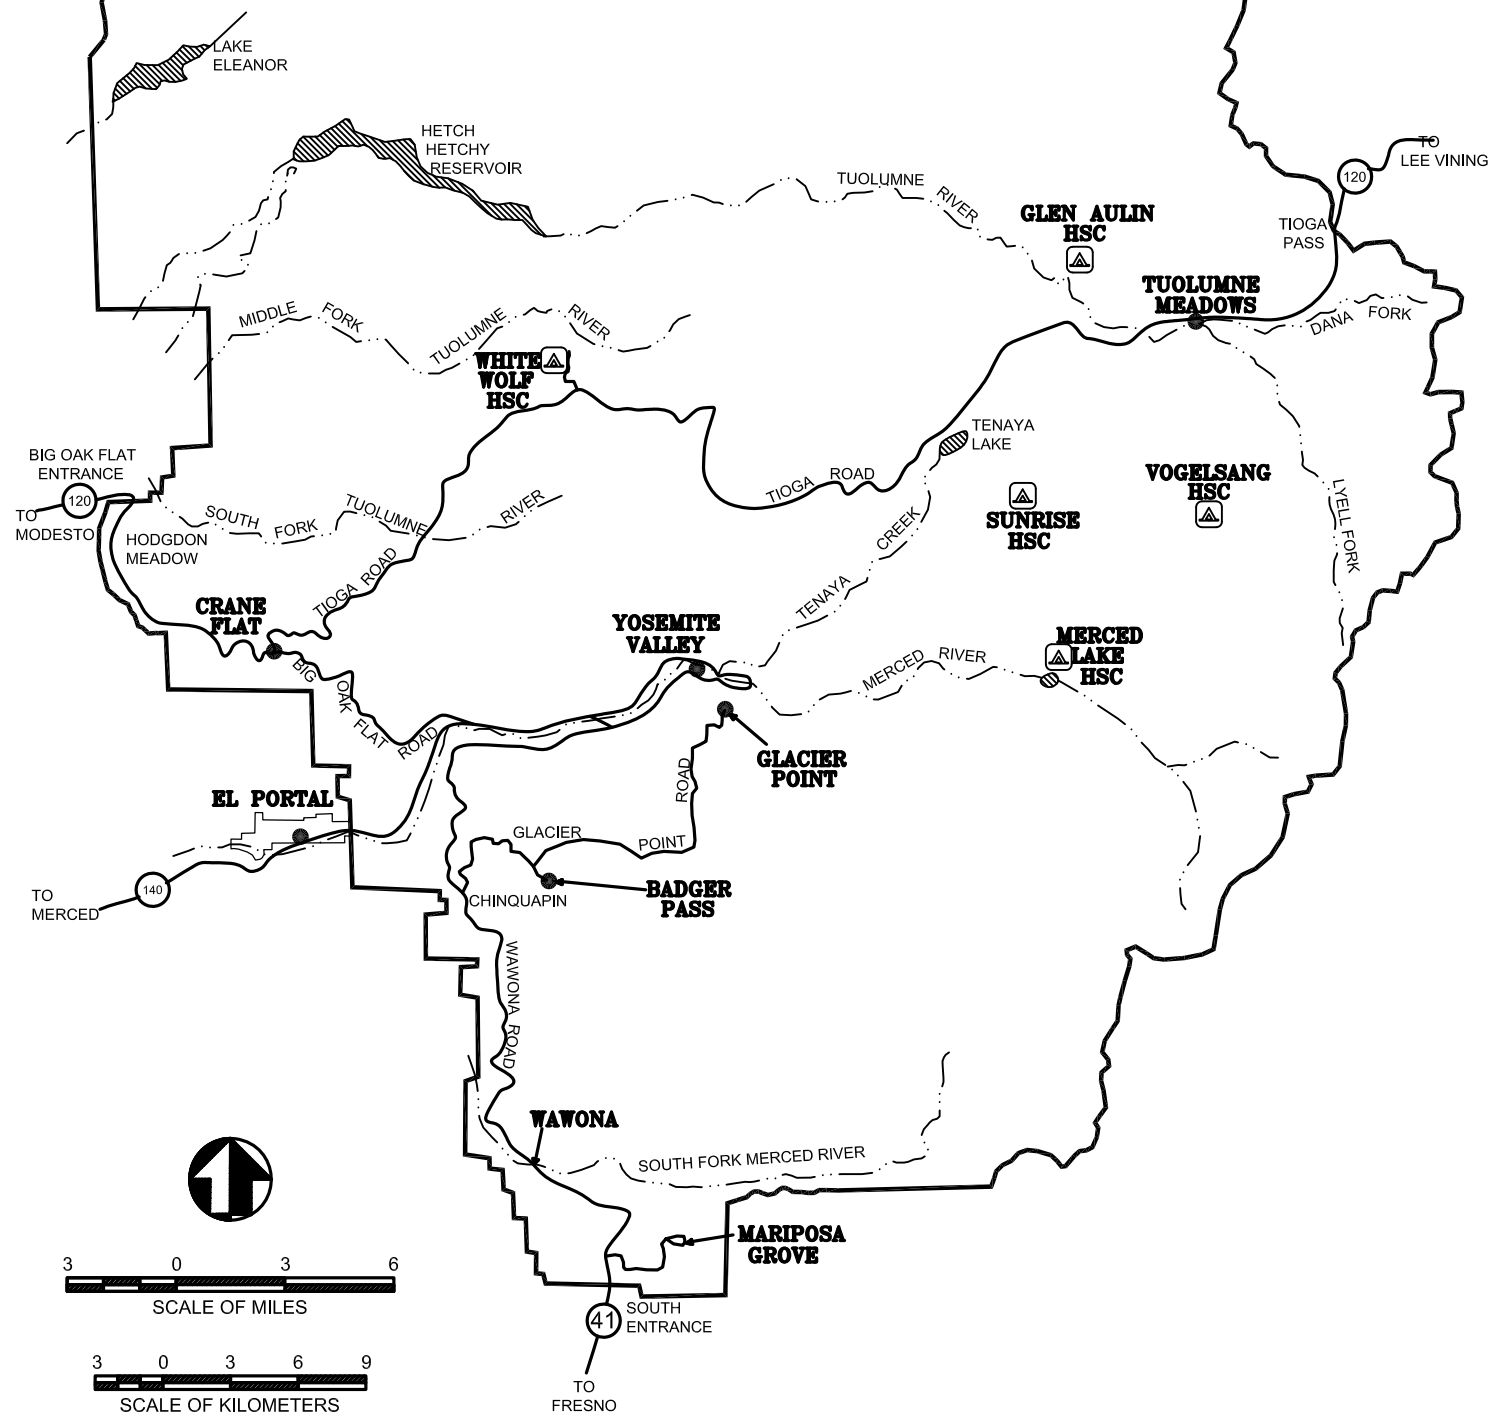 LAKE
ELEANOR
HETCH
HETCHY
RESERVOIR
TO
LEE VINING
120
TUOLUMNE
RIVER
GLEN AULIN
HSC
TIOGA
PASS
TUOLUMNE
MEADOWS
DANA FORK
MIDDLE FORK TUOLUMNE RIVER
WHITE
WOLF
HSC
TENAYA
LAKE
BIG OAK FLAT
ENTRANCE
120
TO
MODESTO
HODGDON
MEADOW
SOUTH FORK TUOLUMNE RIVER
TIOGA ROAD
TIOGA ROAD
VOGELSANG
HSC
SUNRISE
HSC
LYELL FORK
TENAYA CREEK
CRANE
FLAT
YOSEMITE
VALLEY
MERCED RIVER
MERCED
LAKE
HSC
BIG OAK FLAT ROAD
GLACIER
POINT
EL PORTAL
GLACIER POINT ROAD
140
TO
MERCED
BADGER
PASS
CHINQUAPIN
WAWONA ROAD
WAWONA
SOUTH FORK MERCED RIVER
MARIPOSA
GROVE
3 0 3 6
SCALE OF MILES
41
SOUTH
ENTRANCE
3 0 3 6 9
SCALE OF KILOMETERS
TO
FRESNO